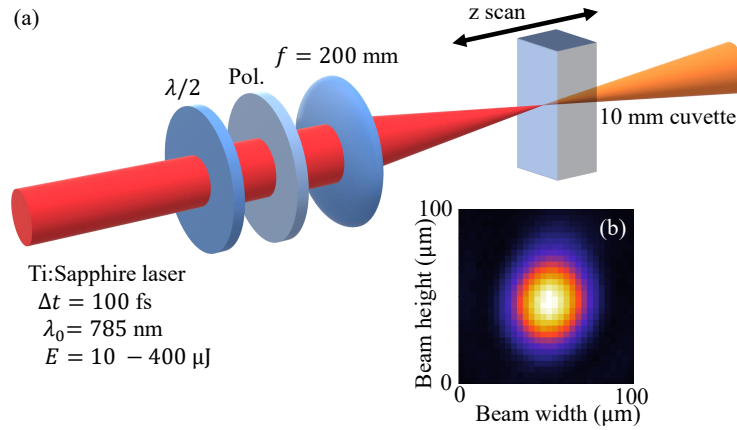 (a)
z scan
f = 200 mm
Pol.
λ/2
10 mm cuvette
Ti:Sapphire laser
Δt = 100 fs
λ₀= 785 nm
E = 10 − 400 μJ
(b)
100
Beam height (μm)
0
0
100
Beam width (μm)